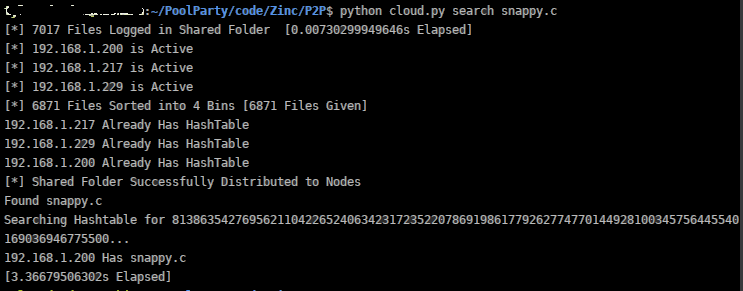 :~/PoolParty/code/Zinc/P2P$ python cloud.py search snappy.c
[*] 7017 Files Logged in Shared Folder  [0.00730299949646s Elapsed]
[*] 192.168.1.200 is Active
[*] 192.168.1.217 is Active
[*] 192.168.1.229 is Active
[*] 6871 Files Sorted into 4 Bins [6871 Files Given]
192.168.1.217 Already Has HashTable
192.168.1.229 Already Has HashTable
192.168.1.200 Already Has HashTable
[*] Shared Folder Successfully Distributed to Nodes
Found snappy.c
Searching Hashtable for 813863542769562110422652406342317235220786919861779262774770144928100345756445540
169036946775500...
192.168.1.200 Has snappy.c
[3.36679506302s Elapsed]